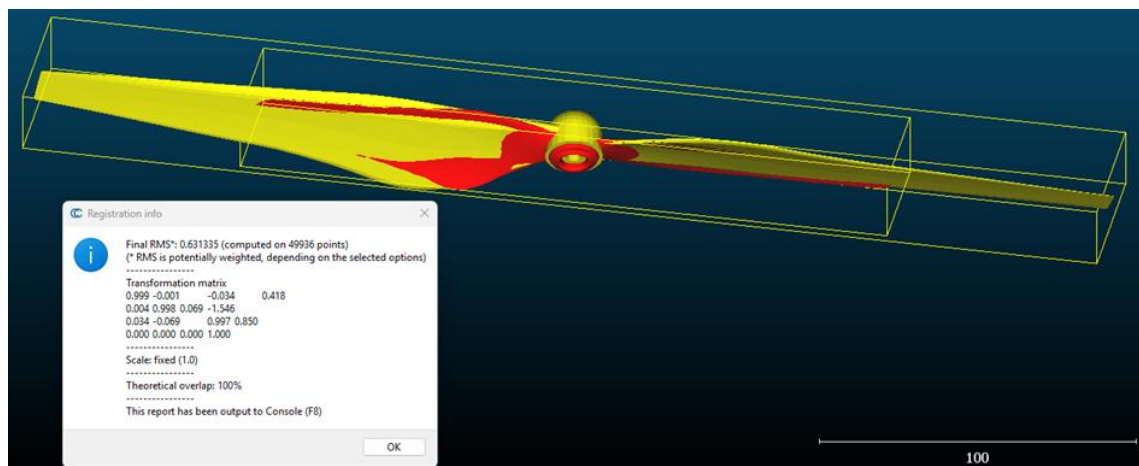 Registration info
Final RMS*: 0.631335 (computed on 49936 points)
(* RMS is potentially weighted, depending on the selected options)
----------------
Transformation matrix
0.999 -0.001 -0.034 0.418
0.004 0.998 0.069 -1.546
0.034 -0.069 0.997 0.850
0.000 0.000 0.000 1.000
----------------
Scale: fixed (1.0)
----------------
Theoretical overlap: 100%
----------------
This report has been output to Console (F8)
OK
100